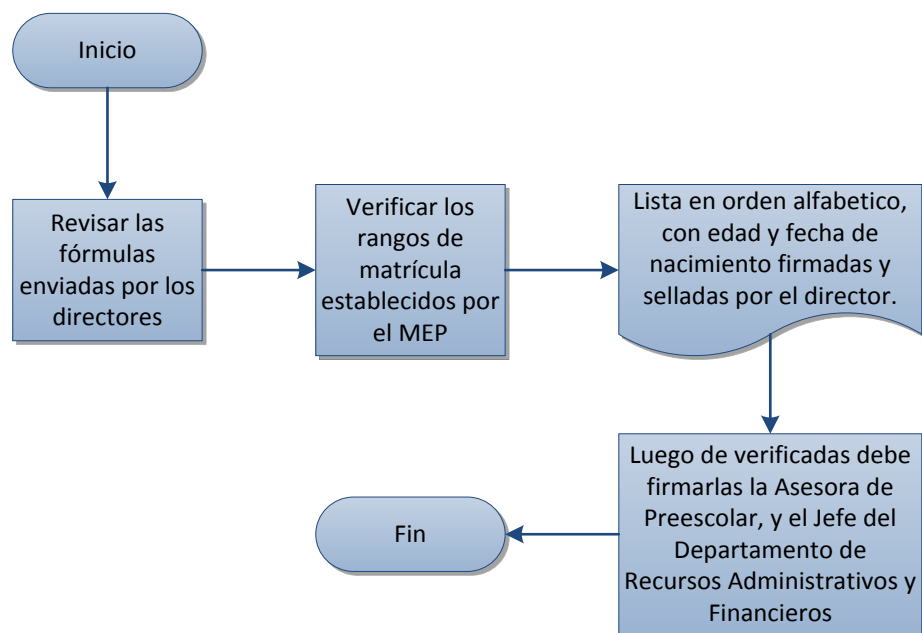 Inicio
Revisar las
fórmulas
enviadas por los
directores
Verificar los
rangos de
matrícula
establecidos por
el MEP
Lista en orden alfabetico,
con edad y fecha de
nacimiento firmadas y
selladas por el director.
Luego de verificadas debe
firmarlas la Asesora de
Preescolar, y el Jefe del
Departamento de
Recursos Administrativos y
Financieros
Fin